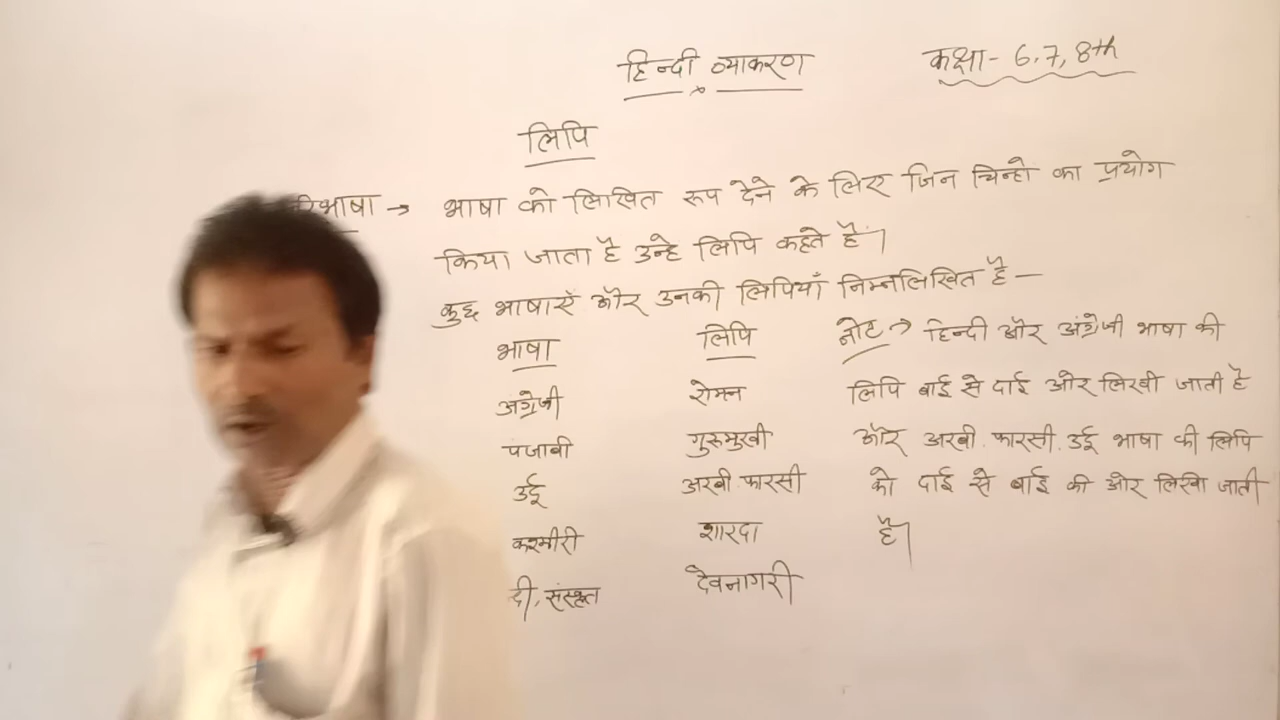 हिन्दी व्याकरण
कक्षा - 6,7,8th
लिपि
भाषा को लिखित रूप देने के लिए जिन चिन्हो का प्रयोग
किया जाता है उन्हे लिपि कहते है।
कुछ भाषाएँ और उनकी लिपियाँ निम्नलिखित है —
भाषा लिपि
अंग्रेजी रोमन
पंजाबी गुरुमुखी
उर्दू अरबी फारसी
कश्मीरी शारदा
संस्कृत देवनागरी
नोट → हिन्दी और अंग्रेजी भाषा की
लिपि बाई से दाई ओर लिखी जाती है
और अरबी. फारसी. उर्दू भाषा की लिपि
को दाई से बाई की ओर लिखा जाती
है।